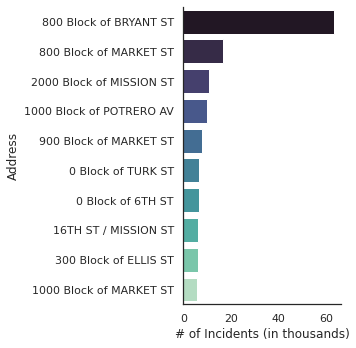 800 Block of BRYANT ST
800 Block of MARKET ST
2000 Block of MISSION ST
1000 Block of POTRERO AV
900 Block of MARKET ST
0 Block of TURK ST
0 Block of 6TH ST
16TH ST / MISSION ST
300 Block of ELLIS ST
1000 Block of MARKET ST
Address
0 20 40 60
# of Incidents (in thousands)